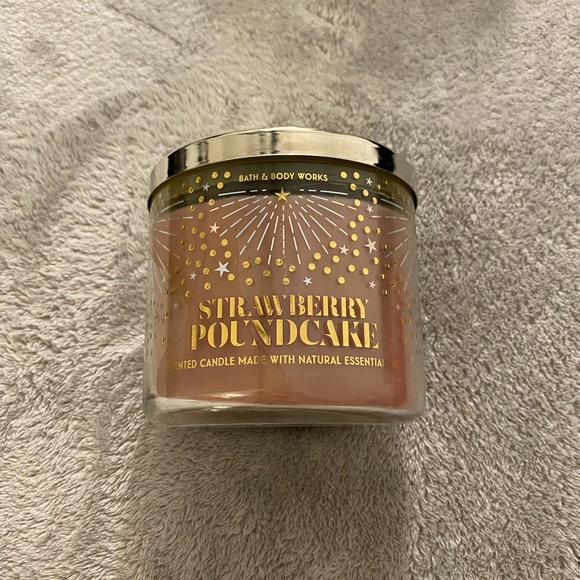 BATH & BODY WORKS
STRAWBERRY
POUNDCAKE
CANDLE MADE WITH NATURAL ESSENTIAL